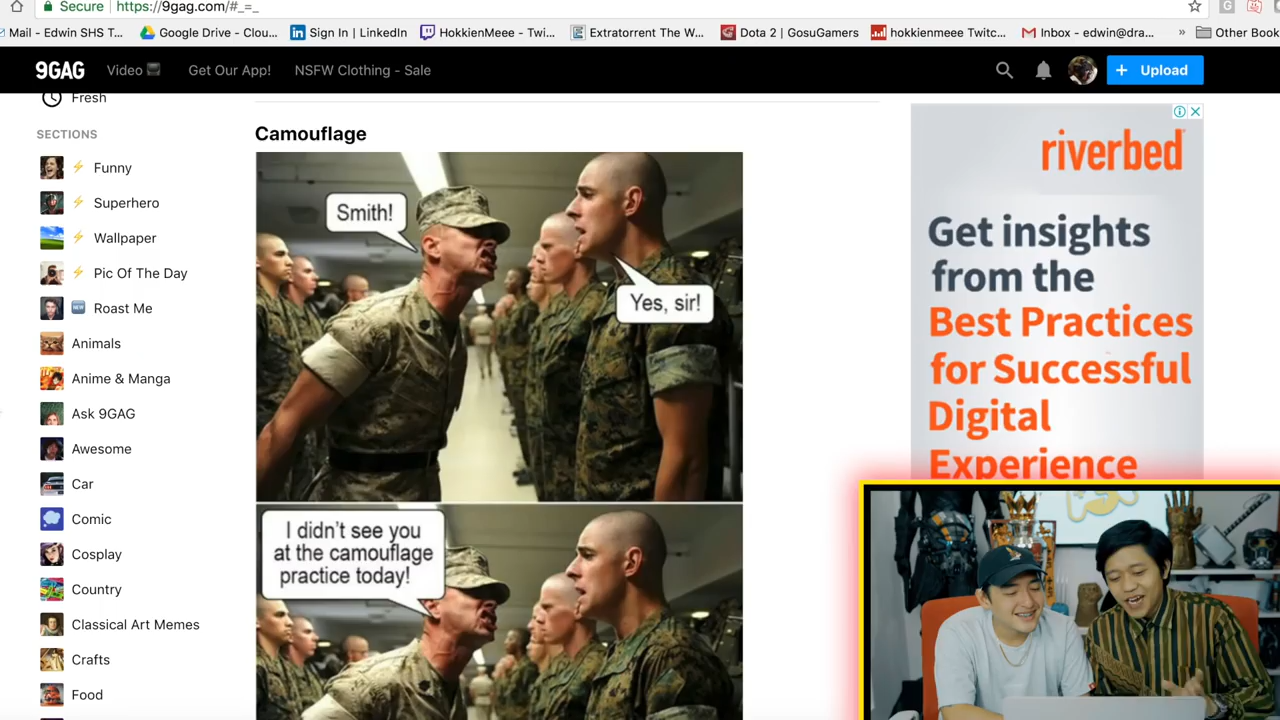 Secure https://9gag.com/#_=_
Mail - Edwin SHS T... Google Drive - Clou... Sign In | LinkedIn HokkienMeee - Twi... Extratorrent The W... Dota 2 | GosuGamers hokkienmeee Twitc... Inbox - edwin@dra... » Other Book
9GAG Video Get Our App! NSFW Clothing - Sale + Upload
Fresh
SECTIONS
Funny
Superhero
Wallpaper
Pic Of The Day
NEW Roast Me
Animals
Anime & Manga
Ask 9GAG
Awesome
Car
Comic
Cosplay
Country
Classical Art Memes
Crafts
Food
Camouflage
Smith!
Yes, sir!
I didn't see you
at the camouflage
practice today!
riverbed
Get insights
from the
Best Practices
for Successful
Digital
Experience